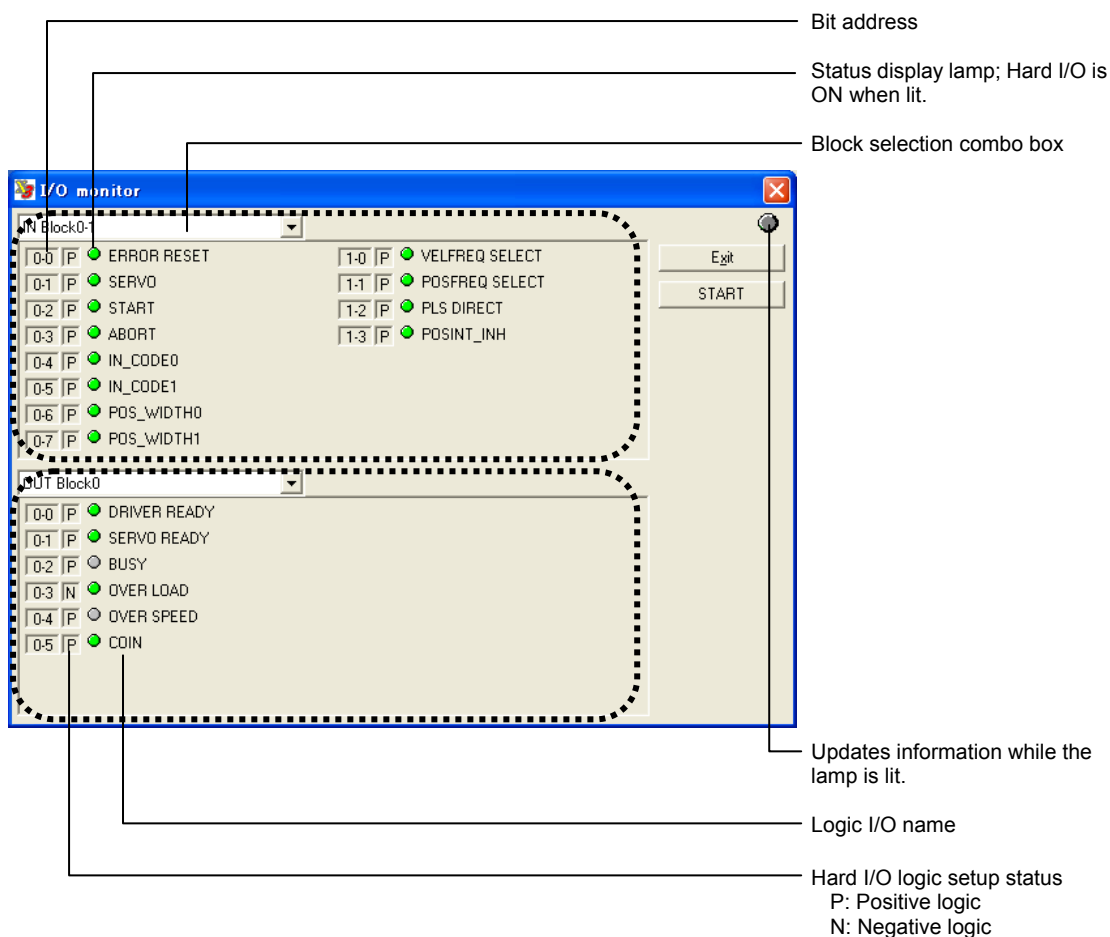 Bit address
Status display lamp; Hard I/O is
ON when lit.
Block selection combo box
I/O monitor
IN Block0-1
0-0 P ERROR RESET
0-1 P SERVO
0-2 P START
0-3 P ABORT
0-4 P IN_CODE0
0-5 P IN_CODE1
0-6 P POS_WIDTH0
0-7 P POS_WIDTH1
1-0 P VELFREQ SELECT
1-1 P POSFREQ SELECT
1-2 P PLS DIRECT
1-3 P POSINT_INH
Exit
START
OUT Block0
0-0 P DRIVER READY
0-1 P SERVO READY
0-2 P BUSY
0-3 N OVER LOAD
0-4 P OVER SPEED
0-5 P COIN
Updates information while the
lamp is lit.
Logic I/O name
Hard I/O logic setup status
P: Positive logic
N: Negative logic